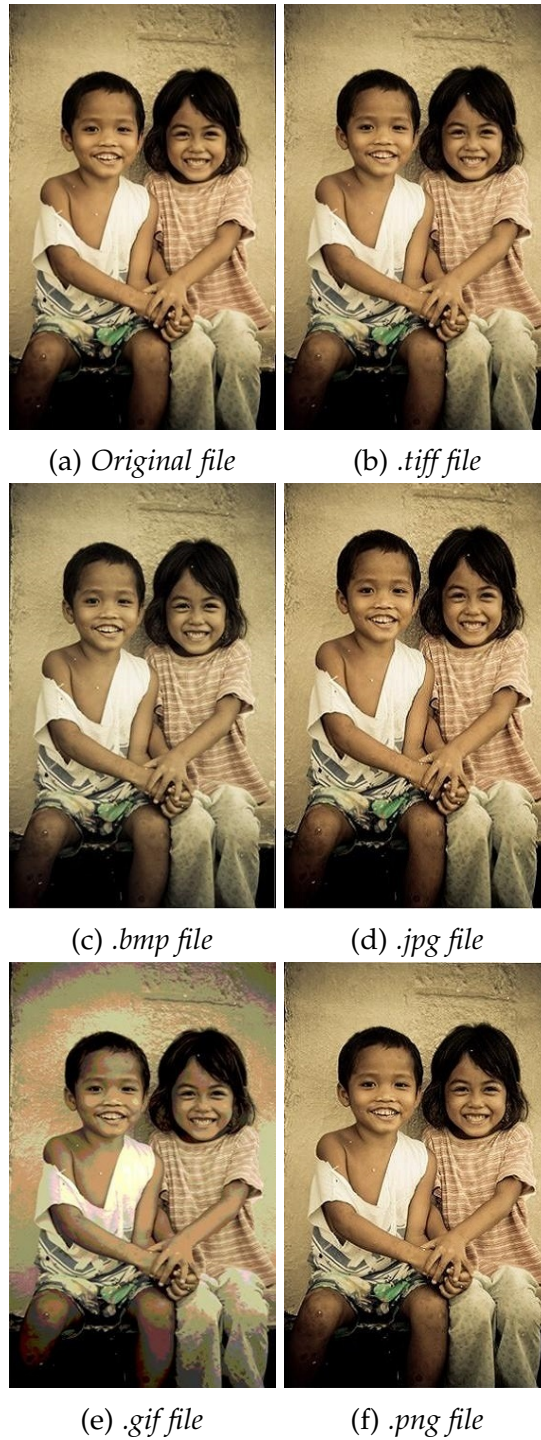 (a) Original file
(b) .tiff file
(c) .bmp file
(d) .jpg file
(e) .gif file
(f) .png file